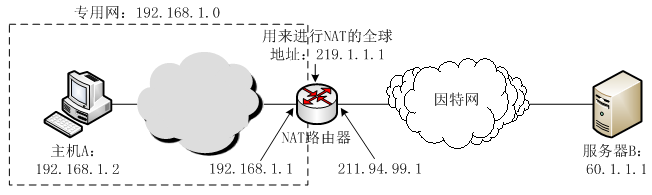 专用网：192.168.1.0
用来进行NAT的全球
地址：219.1.1.1
因特网
NAT路由器
主机A：
192.168.1.2
192.168.1.1
211.94.99.1
服务器B：
60.1.1.1